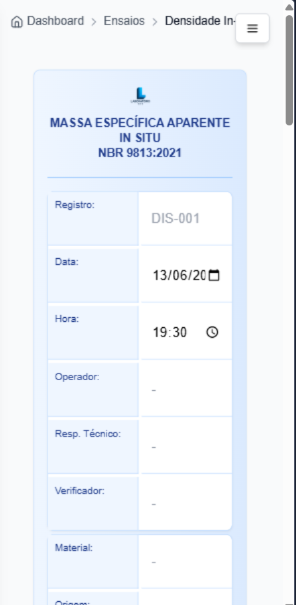 Dashboard > Ensaios > Densidade In-
MASSA ESPECÍFICA APARENTE
IN SITU
NBR 9813:2021
Registro:
DIS-001
Data:
13/06/20
Hora:
19:30
Operador:
-
Resp. Técnico:
-
Verificador:
-
Material:
-
Origem: